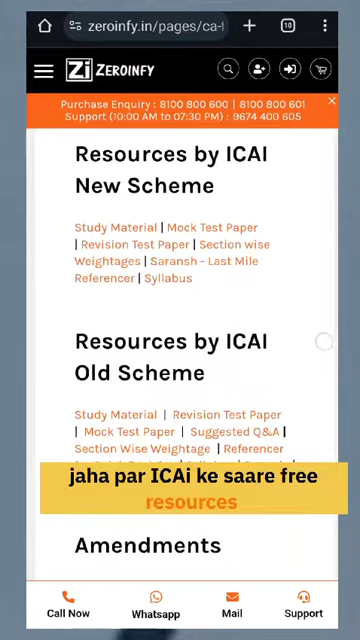 zeroinfy.in/pages/ca-f
10
Zi ZEROINFY
Purchase Enquiry : 8100 800 600 | 8100 800 601
Support (10:00 AM to 07:30 PM) : 9674 400 605
Resources by ICAI
New Scheme
Study Material | Mock Test Paper
| Revision Test Paper | Section wise
Weightages | Saransh - Last Mile
Referencer | Syllabus
Resources by ICAI
Old Scheme
Study Material | Revision Test Paper
| Mock Test Paper | Suggested Q&A |
Section Wise Weightage | Referencer
jaha par ICAi ke saare free
resources
Amendments
Call Now Whatsapp Mail Support